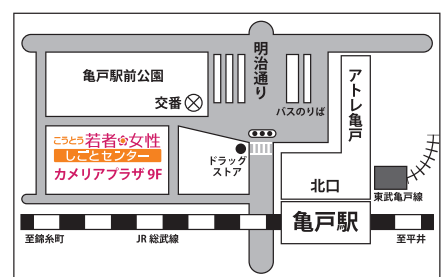 亀戸駅前公園
交番
明治通り
バスのりば
アトレ亀戸
こうとう若者女性
しごとセンター
カメリアプラザ 9F
ドラッグ
ストア
北口
東武亀戸線
亀戸駅
至錦糸町
JR 総武線
至平井